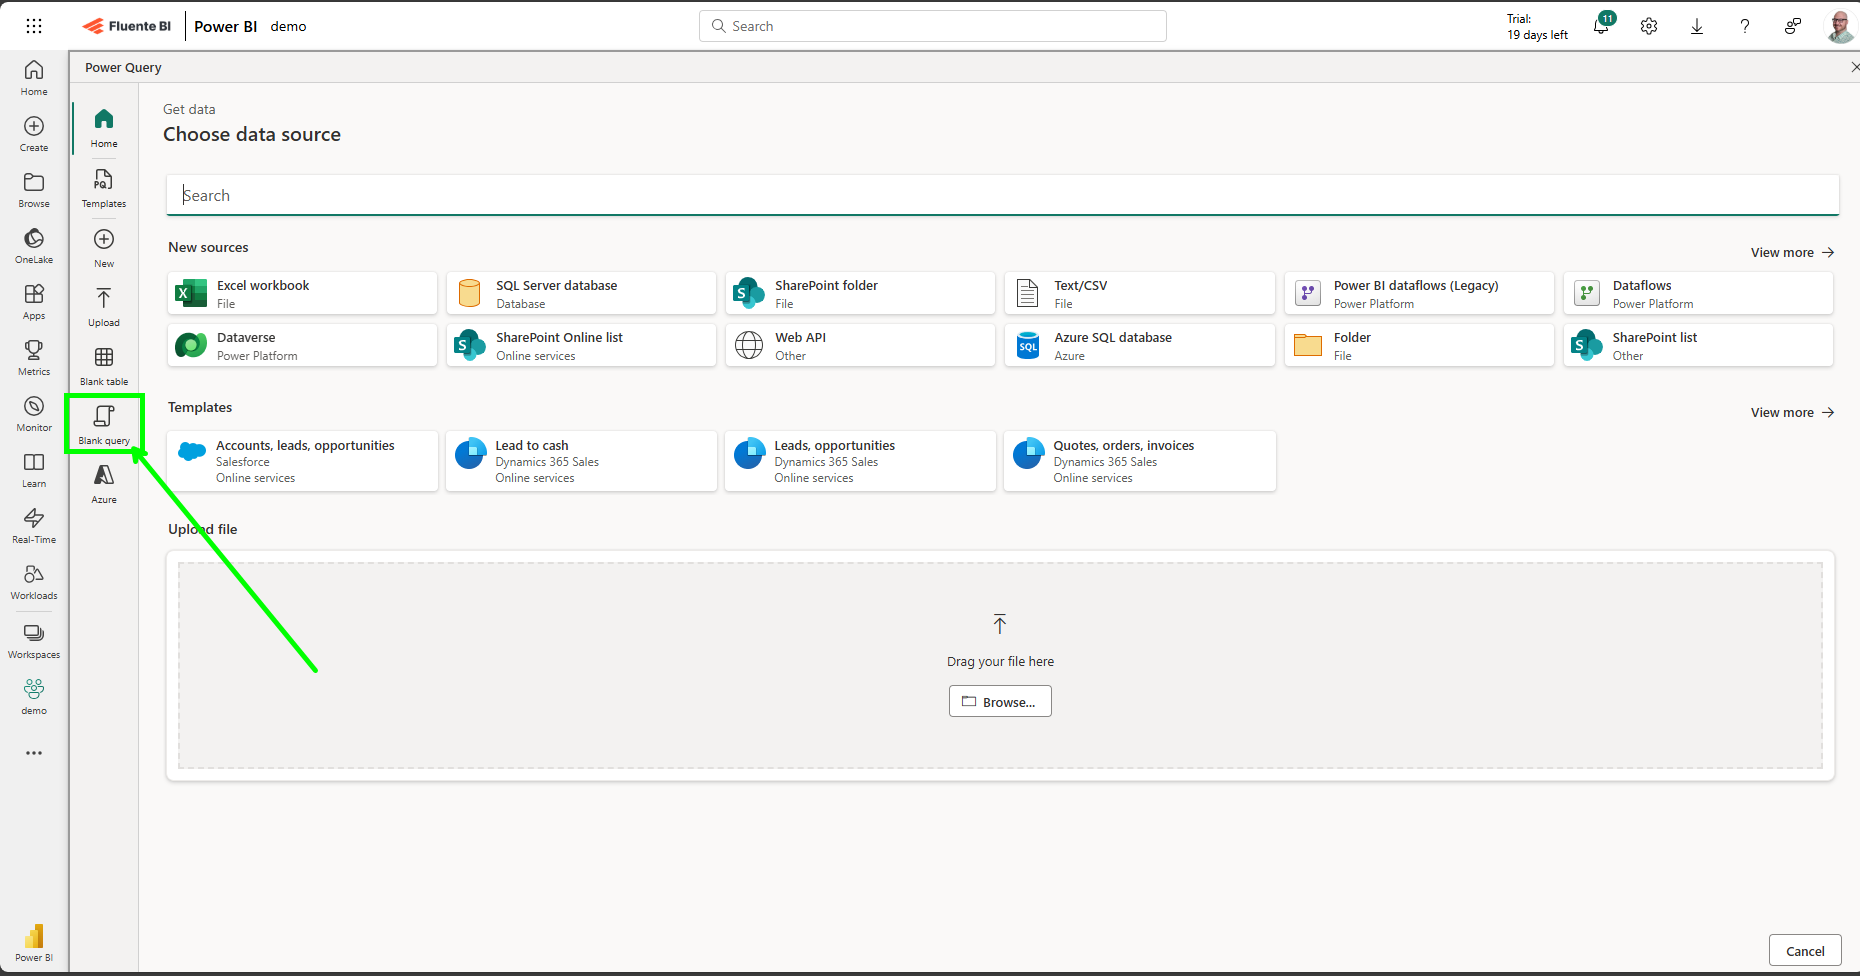 Fluente BI
Power BI
demo
Search
Trial:
19 days left
11
Power Query
Home
Create
Browse
OneLake
Apps
Metrics
Monitor
Learn
Real-Time
Workloads
Workspaces
demo
Power BI
Home
PQ
Templates
New
Upload
Blank table
Blank query
Azure
Get data
Choose data source
Search
New sources
View more
Excel workbook
File
SQL Server database
Database
SharePoint folder
File
Text/CSV
File
Power BI dataflows (Legacy)
Power Platform
Dataflows
Power Platform
Dataverse
Power Platform
SharePoint Online list
Online services
Web API
Other
SQL
Azure SQL database
Azure
Folder
File
SharePoint list
Other
Templates
View more
Accounts, leads, opportunities
Salesforce
Online services
Lead to cash
Dynamics 365 Sales
Online services
Leads, opportunities
Dynamics 365 Sales
Online services
Quotes, orders, invoices
Dynamics 365 Sales
Online services
Upload file
Drag your file here
Browse...
Cancel